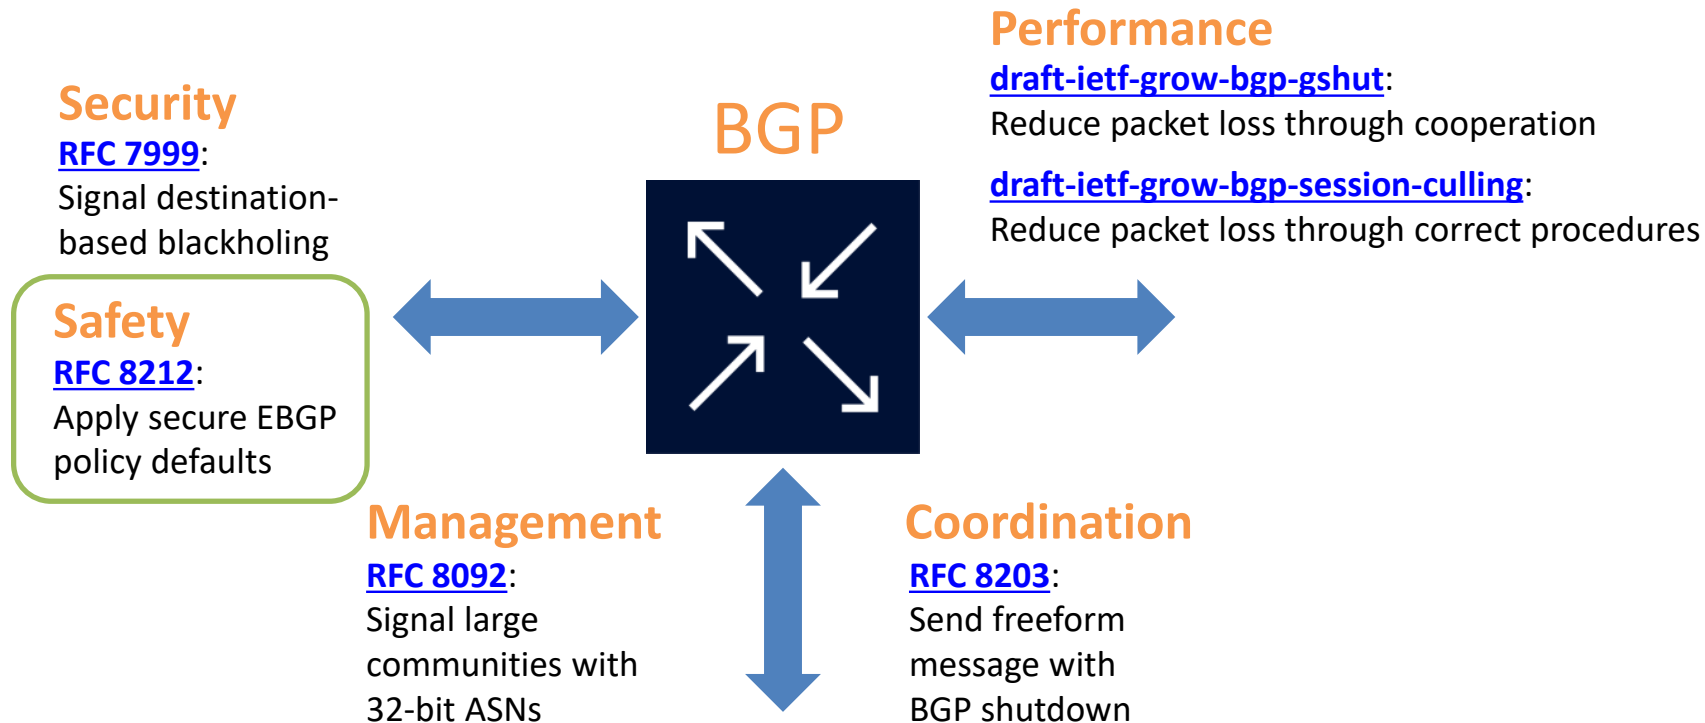 Security
RFC 7999:
Signal destination-
based blackholing
Safety
RFC 8212:
Apply secure EBGP
policy defaults
BGP
Performance
draft-ietf-grow-bgp-gshut:
Reduce packet loss through cooperation
draft-ietf-grow-bgp-session-culling:
Reduce packet loss through correct procedures
Management
RFC 8092:
Signal large
communities with
32-bit ASNs
Coordination
RFC 8203:
Send freeform
message with
BGP shutdown